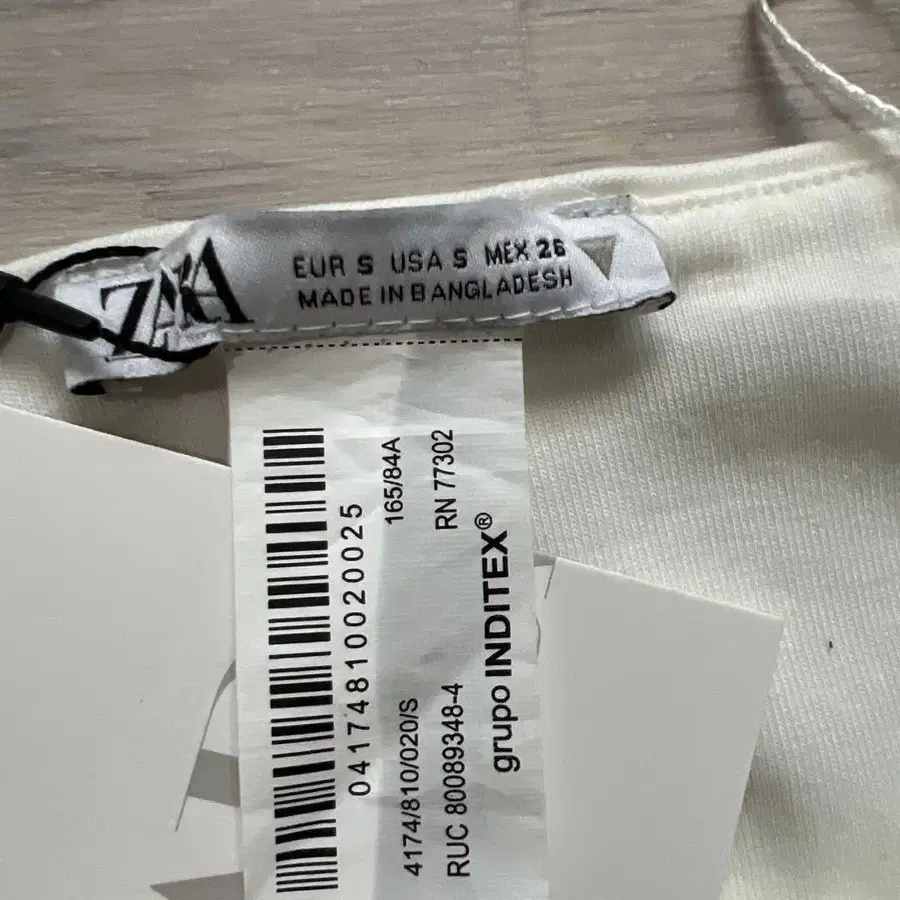 ZARA
EUR S USA S MEX 26
MADE IN BANGLADESH
04174810020025
165/84A
4174/810/020/S
RN 77302
RUC 80089348-4
grupo INDITEX®